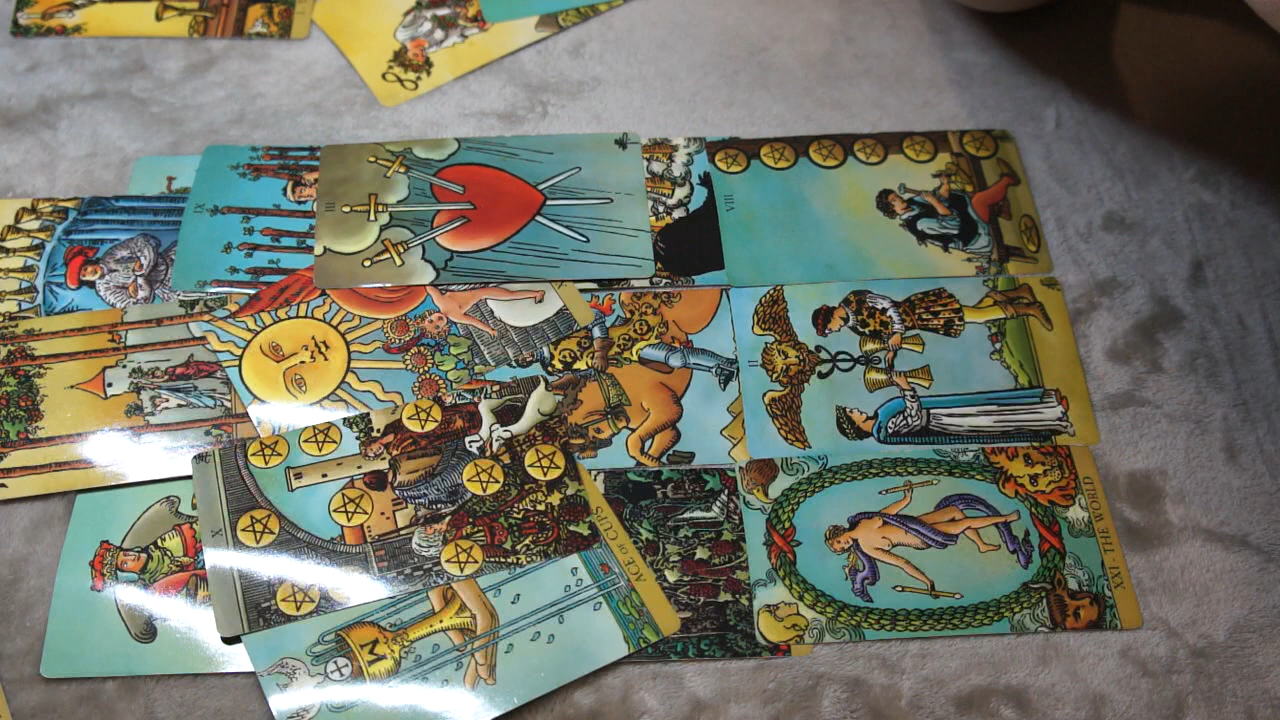 III
IX
VIII
II
X
ACE OF CUPS
XXI · THE WORLD